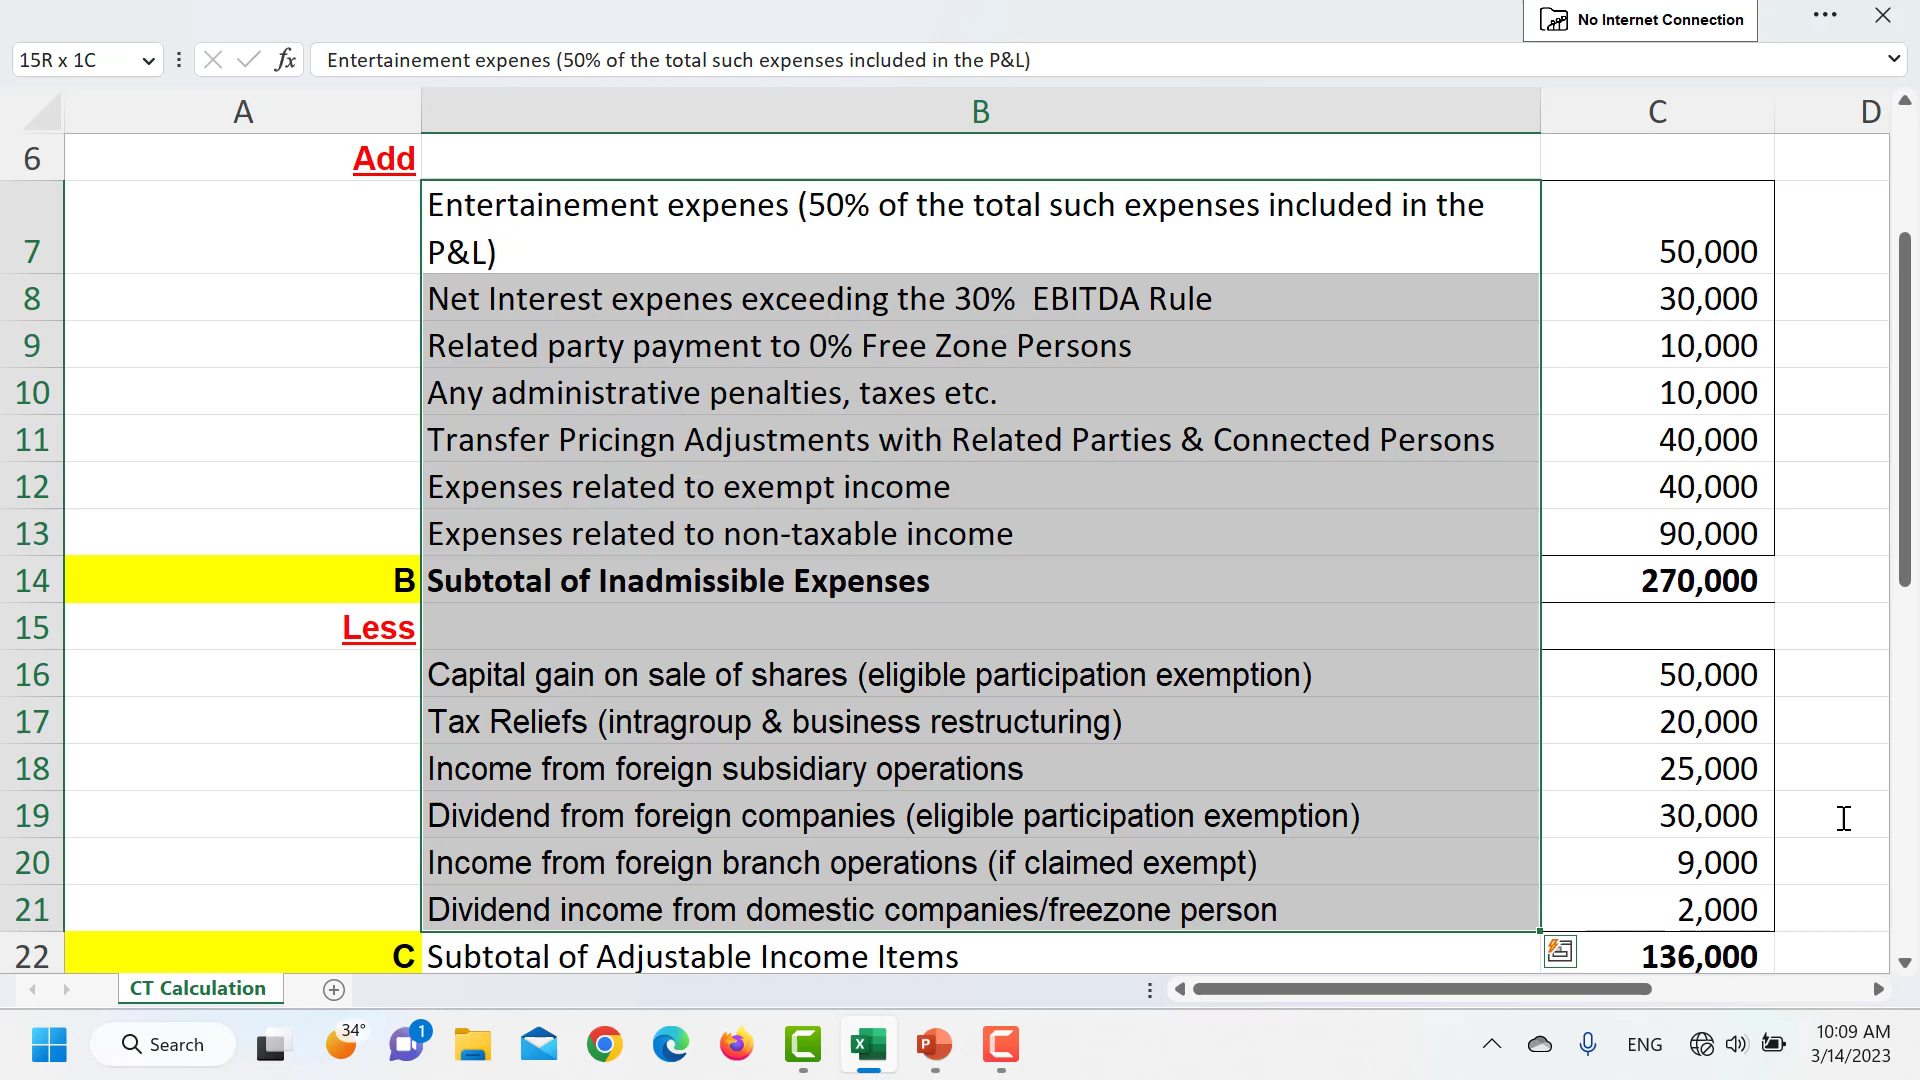 No Internet Connection
15R x 1C
fx
Entertainement expenes (50% of the total such expenses included in the P&L)
A B C D
6 Add
7 Entertainement expenes (50% of the total such expenses included in the
P&L) 50,000
8 Net Interest expenes exceeding the 30%  EBITDA Rule 30,000
9 Related party payment to 0% Free Zone Persons 10,000
10 Any administrative penalties, taxes etc. 10,000
11 Transfer Pricingn Adjustments with Related Parties & Connected Persons 40,000
12 Expenses related to exempt income 40,000
13 Expenses related to non-taxable income 90,000
14 B Subtotal of Inadmissible Expenses 270,000
15 Less
16 Capital gain on sale of shares (eligible participation exemption) 50,000
17 Tax Reliefs (intragroup & business restructuring) 20,000
18 Income from foreign subsidiary operations 25,000
19 Dividend from foreign companies (eligible participation exemption) 30,000
20 Income from foreign branch operations (if claimed exempt) 9,000
21 Dividend income from domestic companies/freezone person 2,000
22 C Subtotal of Adjustable Income Items 136,000
CT Calculation
Search
34°
1
ENG
10:09 AM
3/14/2023